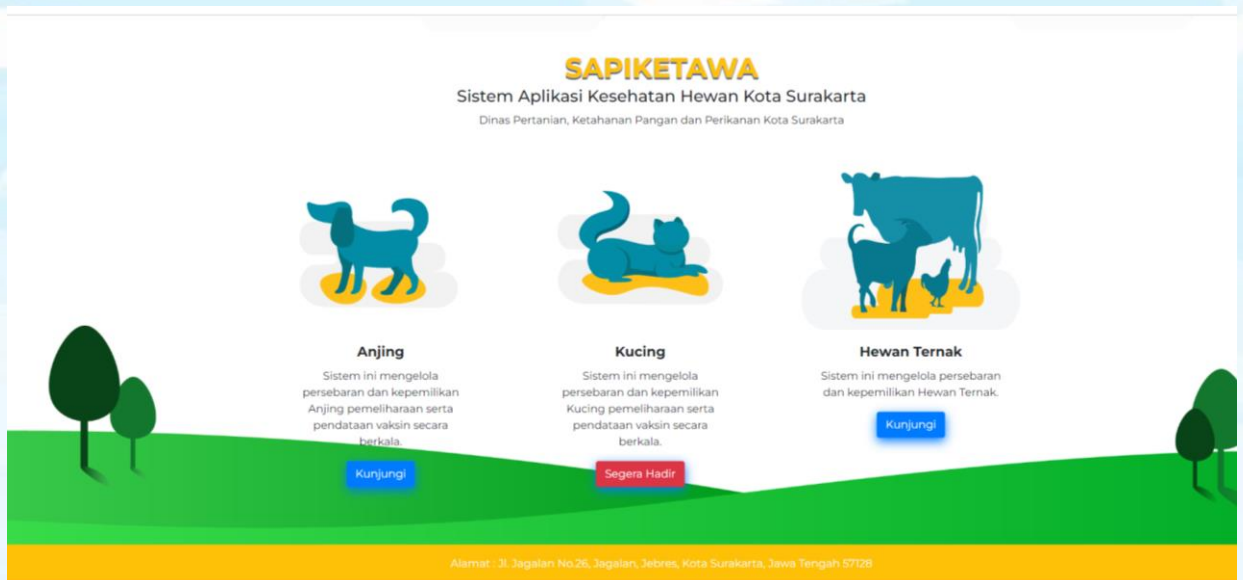 SAPIKETAWA
Sistem Aplikasi Kesehatan Hewan Kota Surakarta
Dinas Pertanian, Ketahanan Pangan dan Perikanan Kota Surakarta
Anjing
Sistem ini mengelola
persebaran dan kepemilikan
Anjing pemeliharaan serta
pendataan vaksin secara
berkala.
Kunjungi
Kucing
Sistem ini mengelola
persebaran dan kepemilikan
Kucing pemeliharaan serta
pendataan vaksin secara
berkala.
Segera Hadir
Hewan Ternak
Sistem ini mengelola persebaran
dan kepemilikan Hewan Ternak.
Kunjungi
Alamat : Jl. Jagalan No.26, Jagalan, Jebres, Kota Surakarta, Jawa Tengah 57128